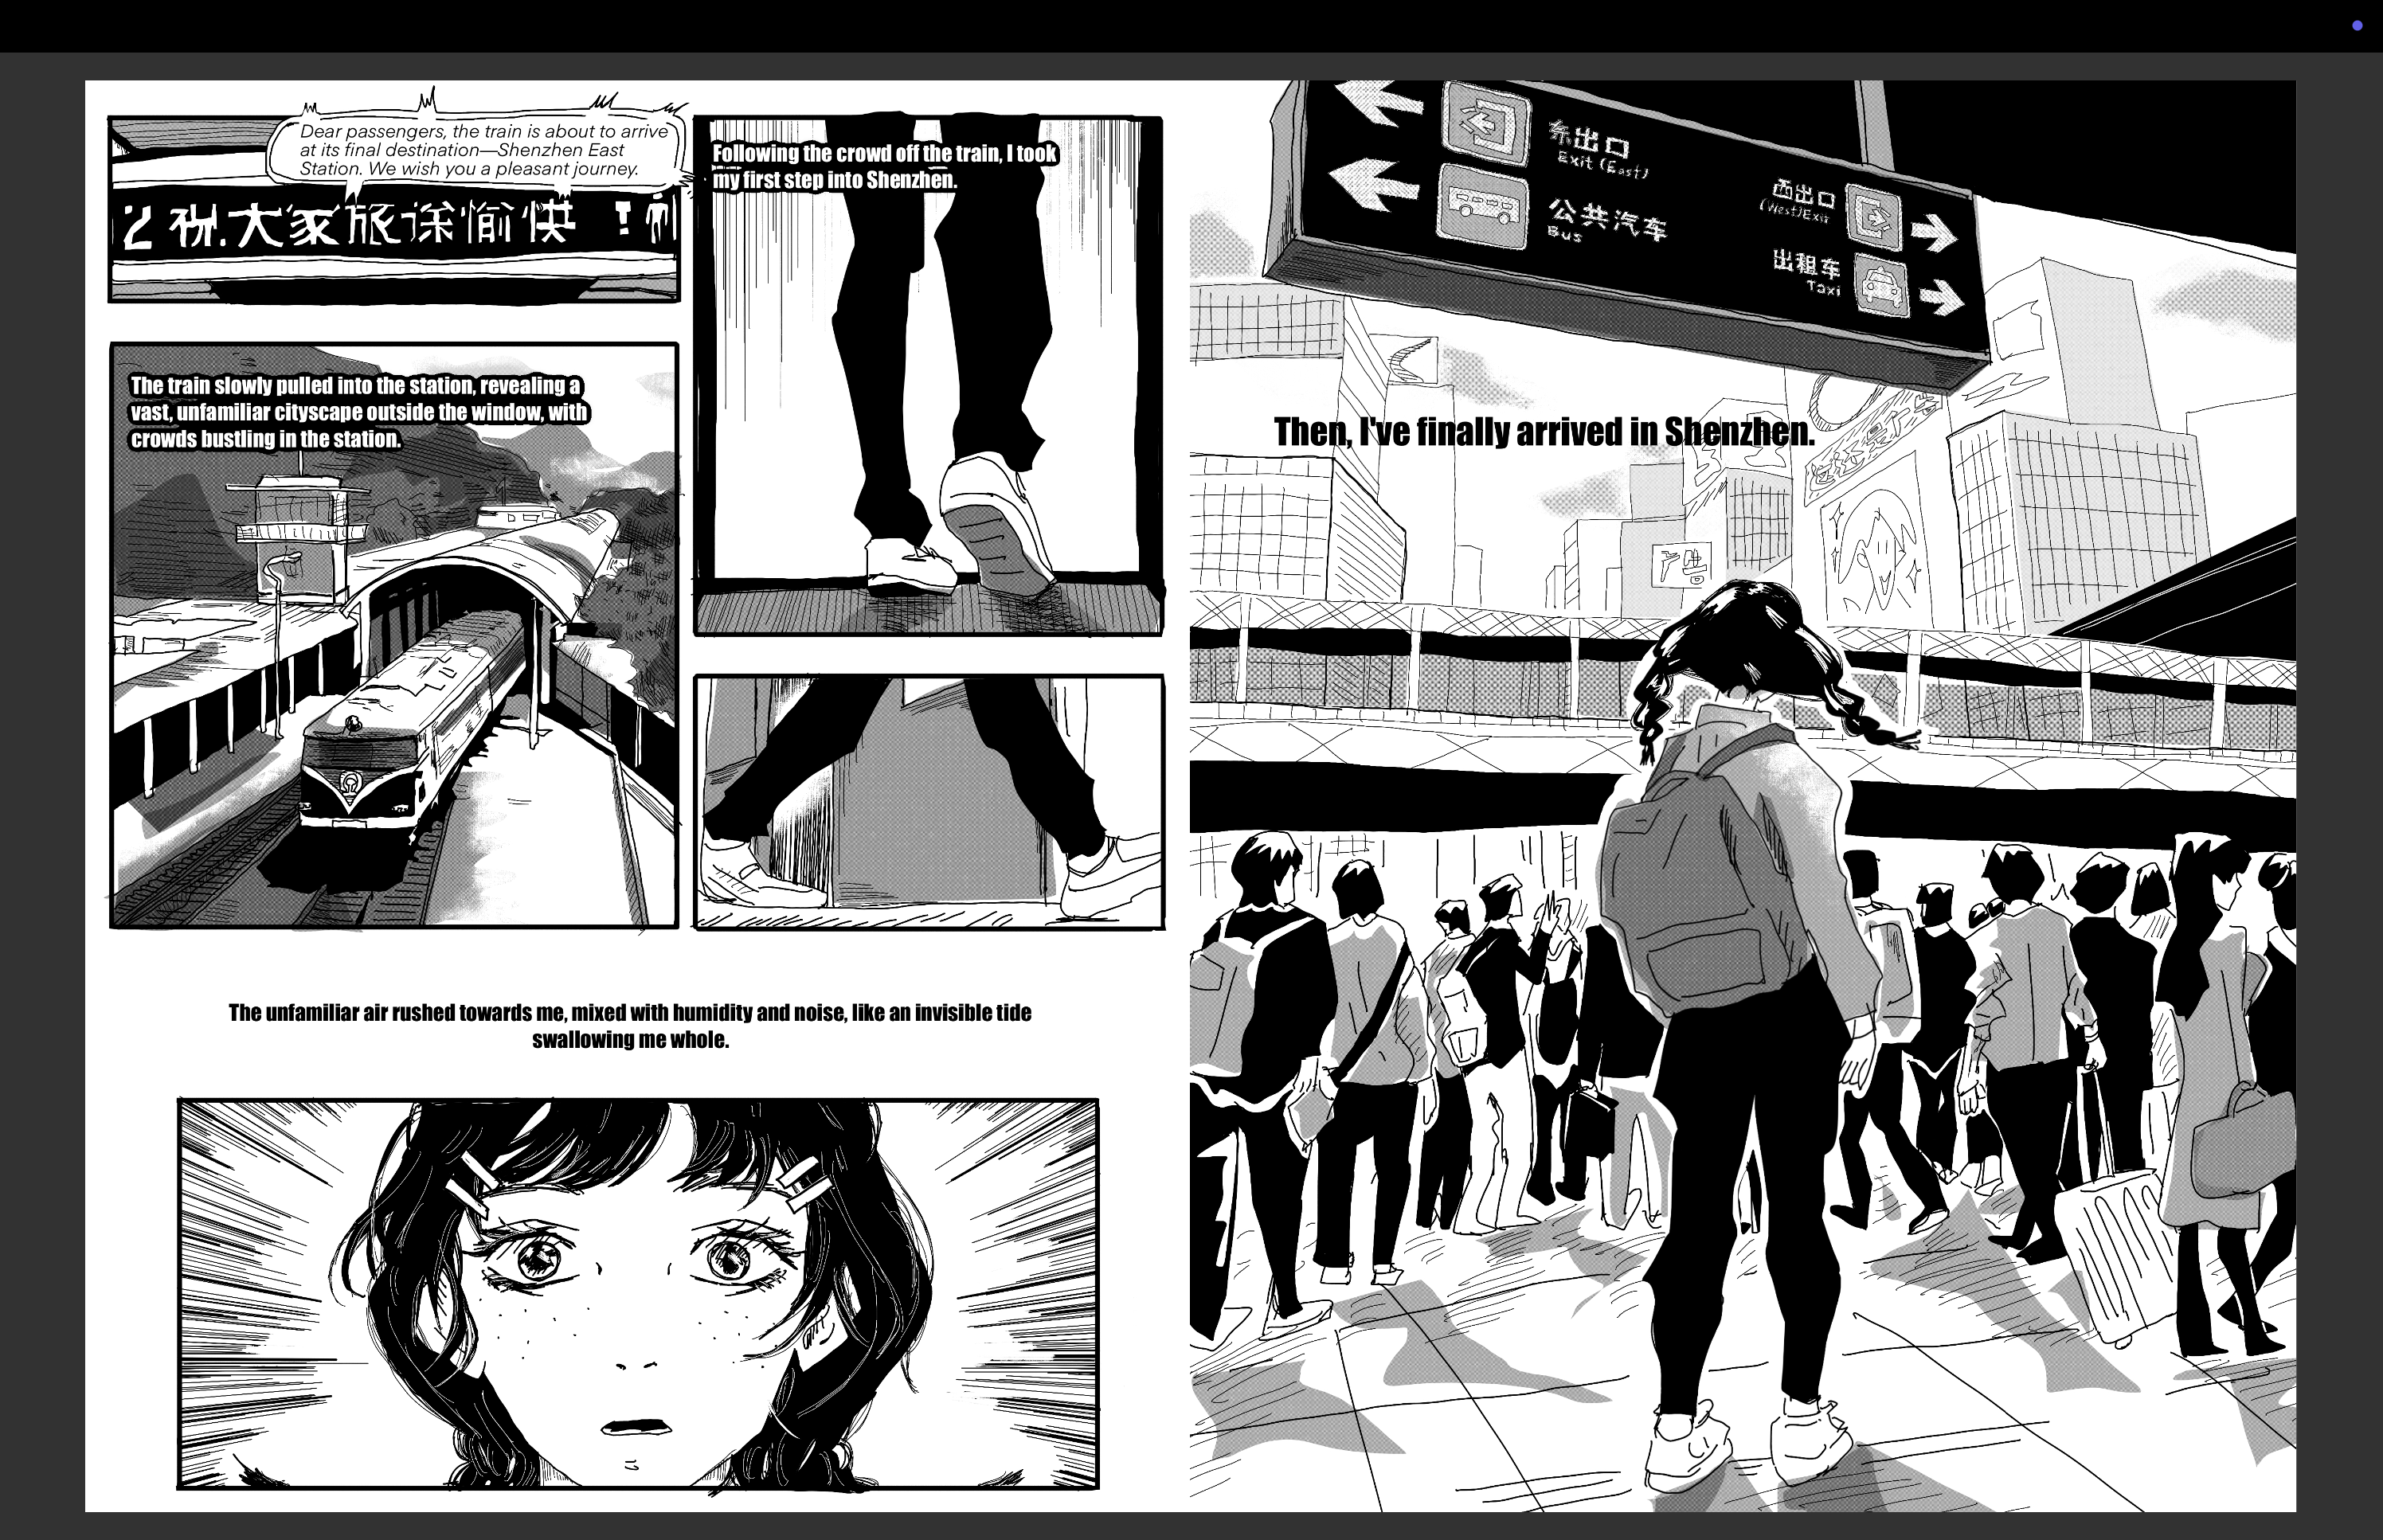 Dear passengers, the train is about to arrive
at its final destination—Shenzhen East
Station. We wish you a pleasant journey.
2 祝.大家旅途愉快 !
The train slowly pulled into the station, revealing a
vast, unfamiliar cityscape outside the window, with
crowds bustling in the station.
Following the crowd off the train, I took
my first step into Shenzhen.
The unfamiliar air rushed towards me, mixed with humidity and noise, like an invisible tide
swallowing me whole.
东出口
Exit (East)
公共汽车
Bus
西出口
(West)Exit
出租车
Taxi
Then, I've finally arrived in Shenzhen.
广告